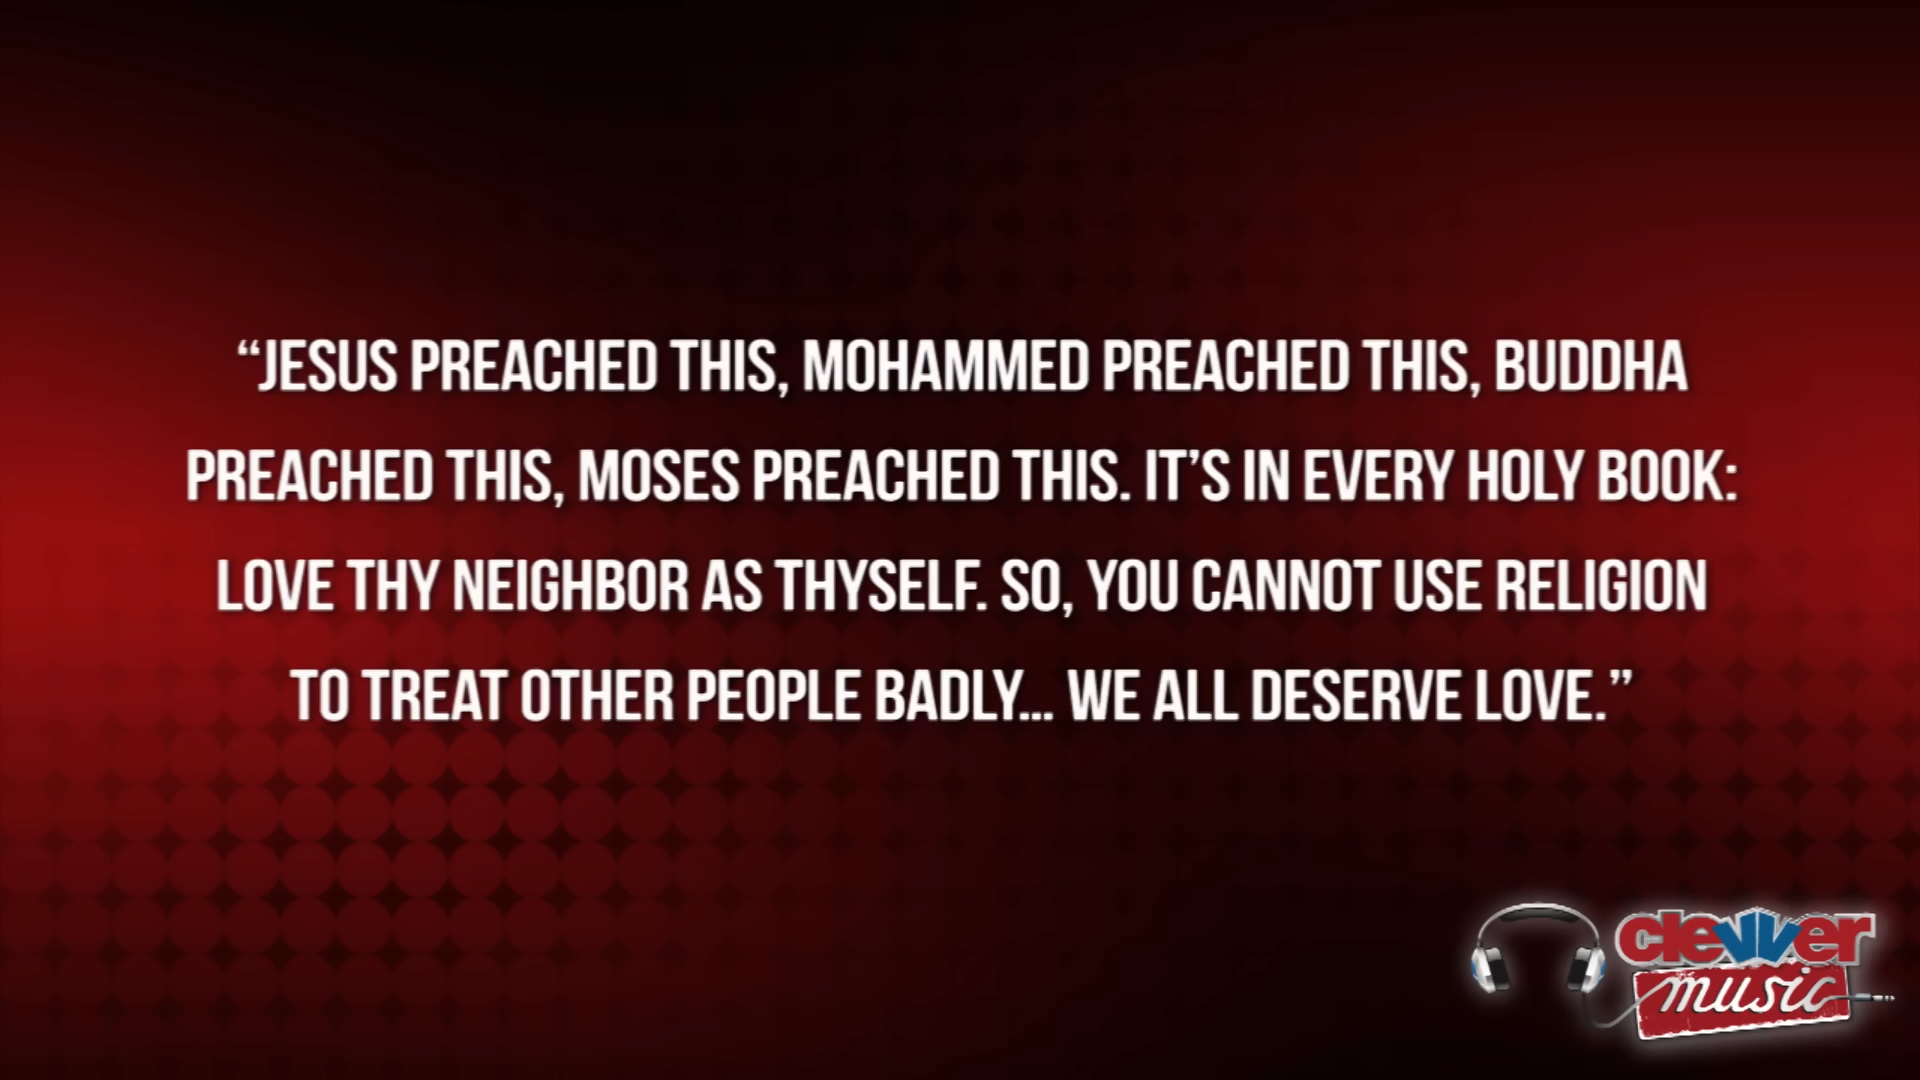 “JESUS PREACHED THIS, MOHAMMED PREACHED THIS, BUDDHA
PREACHED THIS, MOSES PREACHED THIS. IT’S IN EVERY HOLY BOOK:
LOVE THY NEIGHBOR AS THYSELF. SO, YOU CANNOT USE RELIGION
TO TREAT OTHER PEOPLE BADLY... WE ALL DESERVE LOVE.”
clevver
music